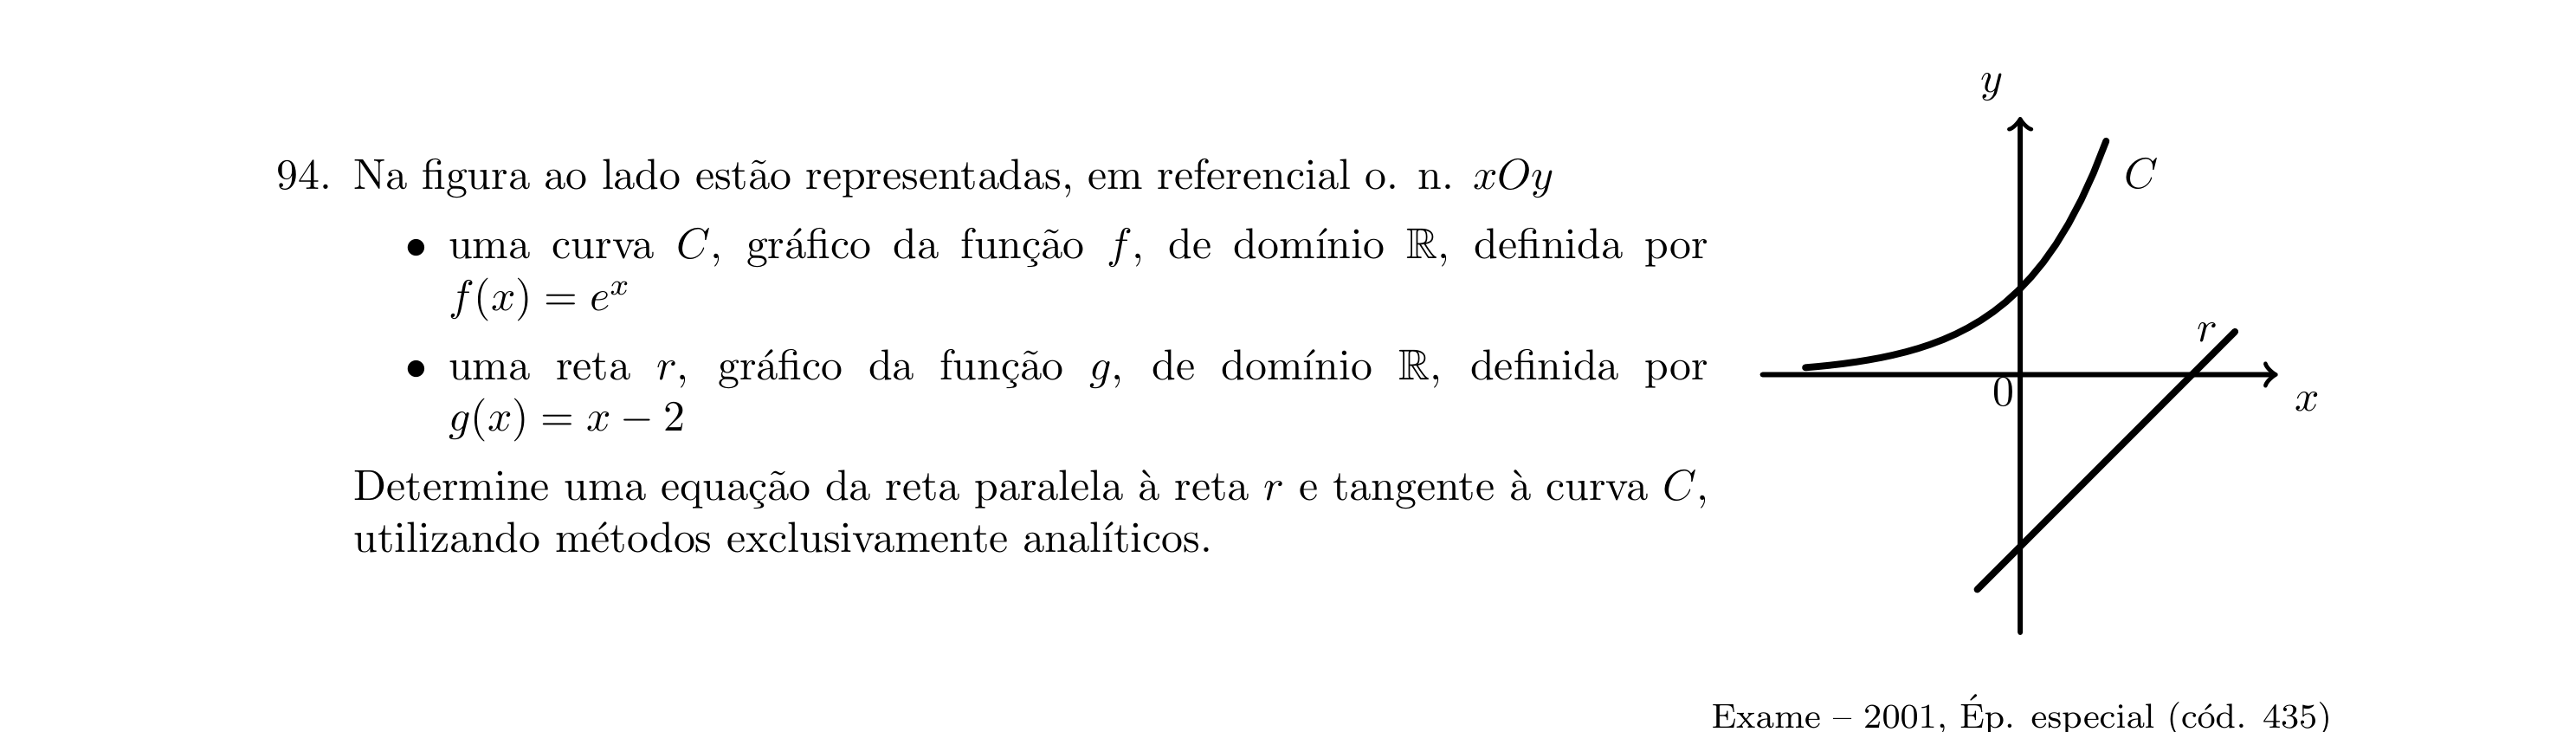 94. Na figura ao lado estão representadas, em referencial o. n. xOy
• uma curva C, gráfico da função f, de domínio ℝ, definida por
f(x) = eˣ
• uma reta r, gráfico da função g, de domínio ℝ, definida por
g(x) = x − 2
Determine uma equação da reta paralela à reta r e tangente à curva C,
utilizando métodos exclusivamente analíticos.
y
C
r
0
x
Exame – 2001, Ép. especial (cód. 435)